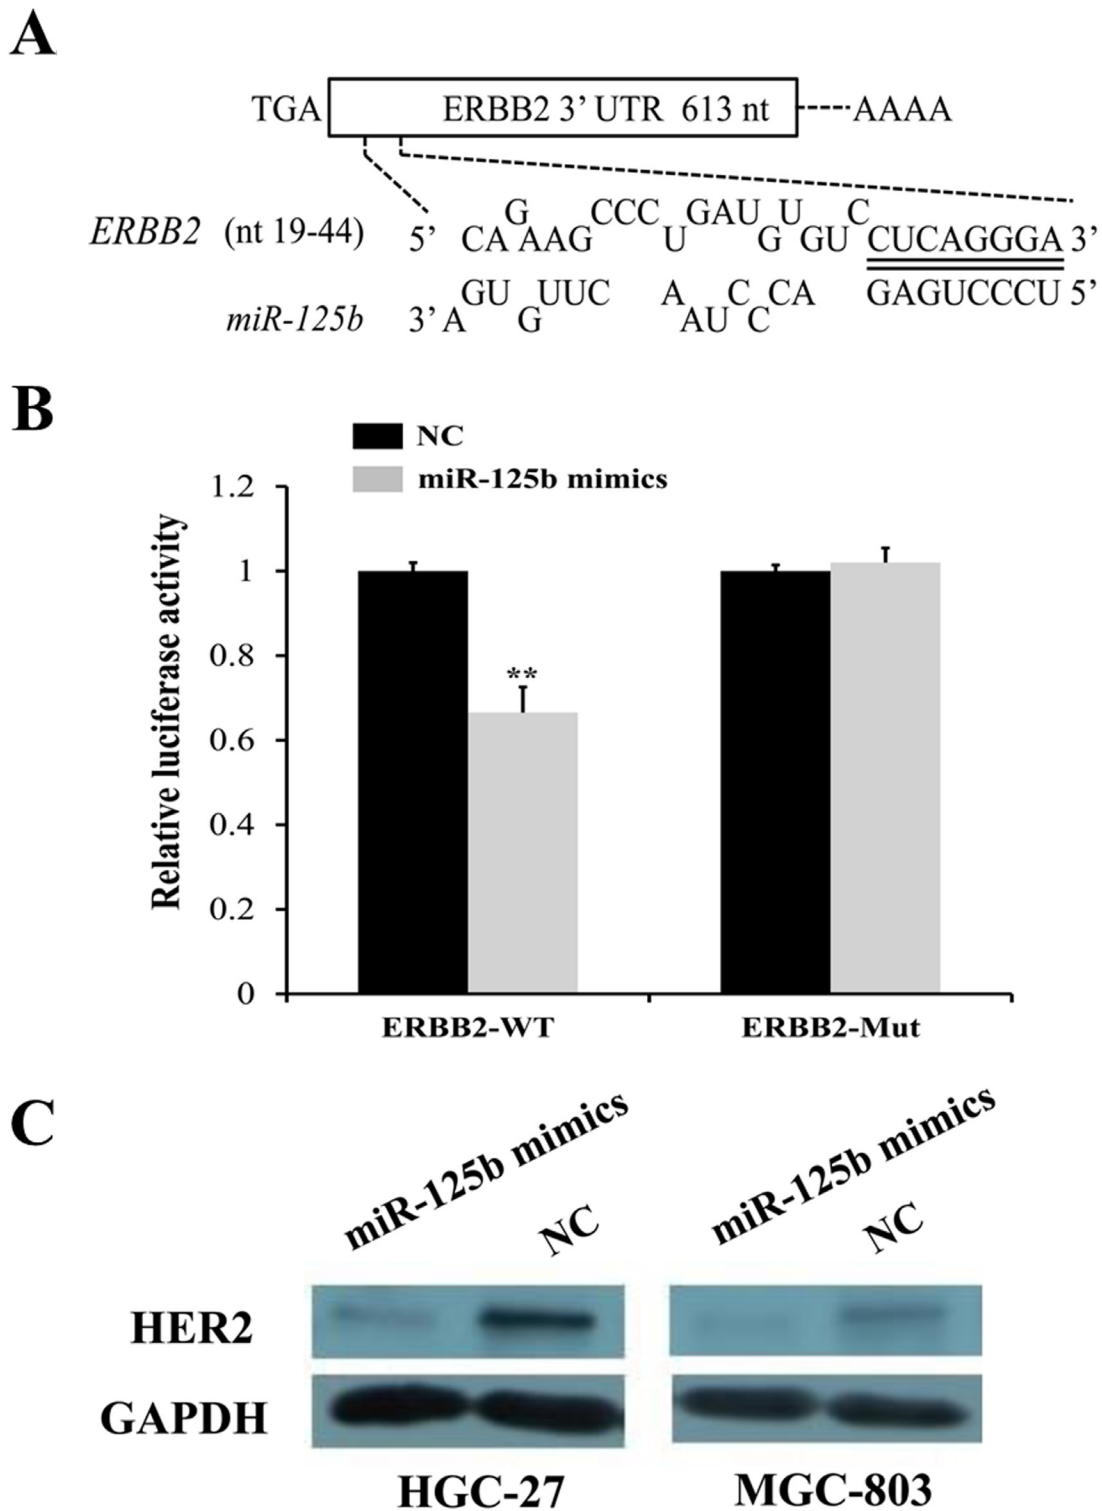 A
TGA ERBB2 3’ UTR 613 nt AAAA
G CCC GAU U C
ERBB2 (nt 19-44) 5’ CA AAG U G GU CUCAGGGA 3’
GU UUC A C CA GAGUCCCU 5’
miR-125b 3’ A G AU C
B
NC
miR-125b mimics
Relative luciferase activity
1.2
1
0.8
0.6
0.4
0.2
0
**
ERBB2-WT ERBB2-Mut
C
miR-125b mimics NC miR-125b mimics NC
HER2
GAPDH
HGC-27 MGC-803